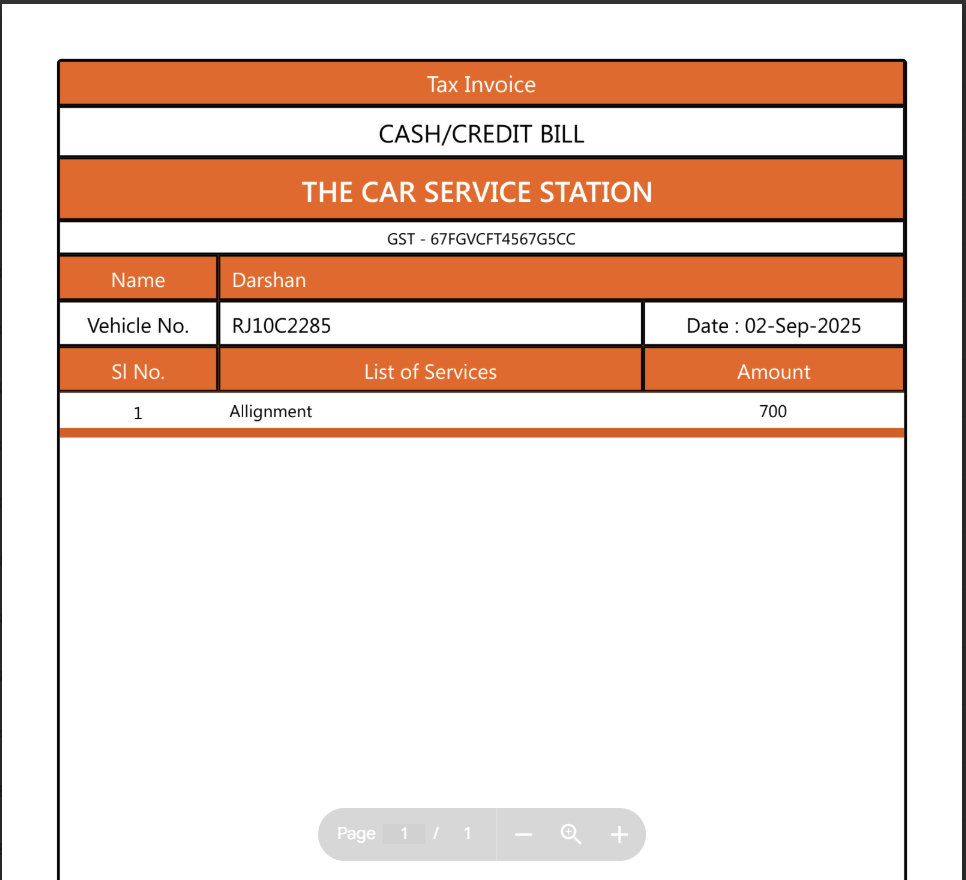 Tax Invoice
CASH/CREDIT BILL
THE CAR SERVICE STATION
GST - 67FGVCFT4567G5CC
Name Darshan
Vehicle No. RJ10C2285 Date : 02-Sep-2025
Sl No. List of Services Amount
1 Allignment 700
Page 1 / 1